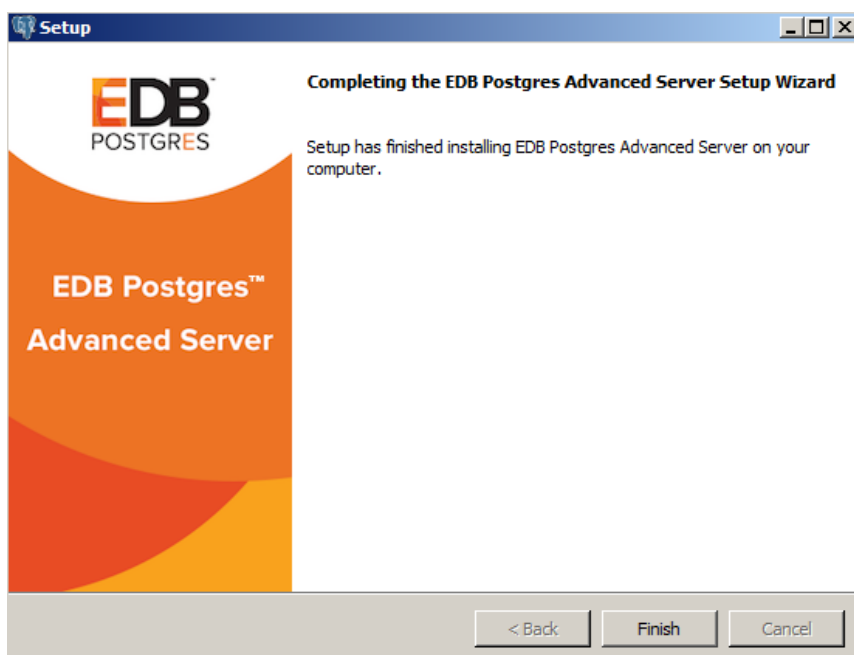 Setup
EDB™
POSTGRES
Completing the EDB Postgres Advanced Server Setup Wizard
Setup has finished installing EDB Postgres Advanced Server on your
computer.
EDB Postgres™
Advanced Server
< Back
Finish
Cancel